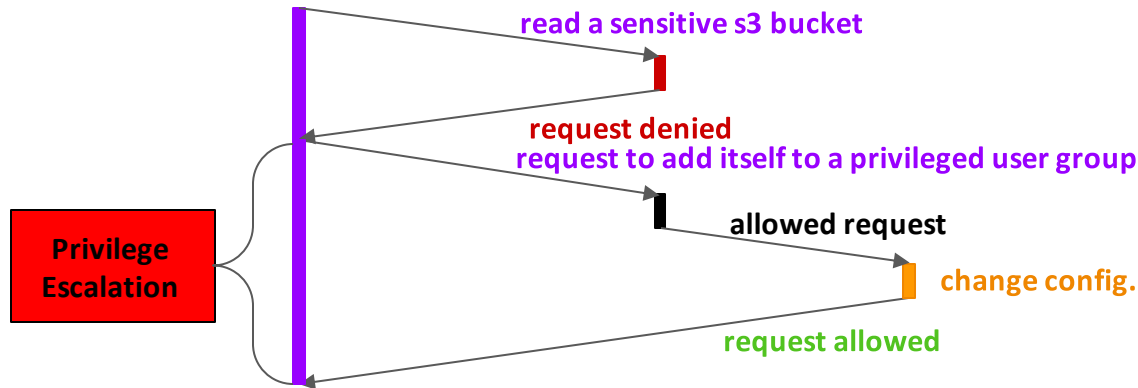 read a sensitive s3 bucket
request denied
request to add itself to a privileged user group
allowed request
Privilege
Escalation
change config.
request allowed